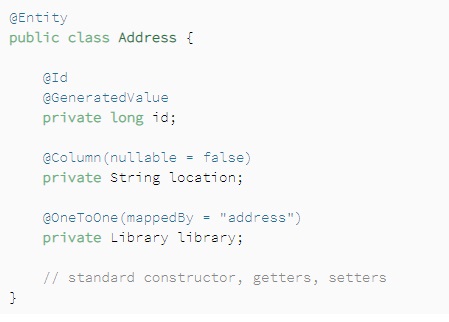 @Entity
public class Address {
@Id
@GeneratedValue
private long id;
@Column(nullable = false)
private String location;
@OneToOne(mappedBy = "address")
private Library library;
// standard constructor, getters, setters
}